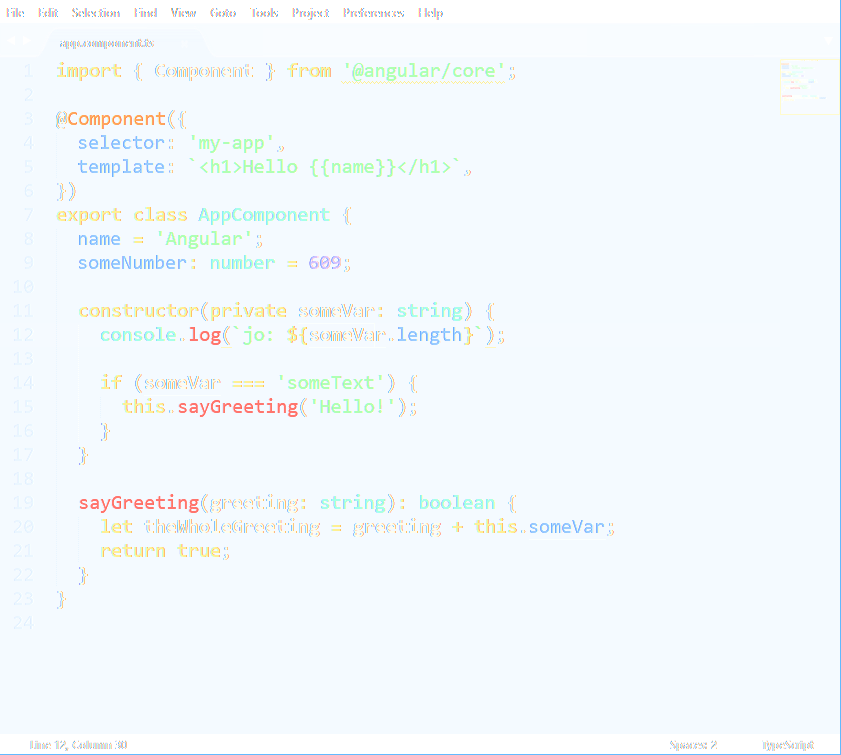 File Edit Selection Find View Goto Tools Project Preferences Help
app.component.ts
1 import { Component } from '@angular/core';
2
3 @Component({
4   selector: 'my-app',
5   template: `<h1>Hello {{name}}</h1>`,
6 })
7 export class AppComponent {
8   name = 'Angular';
9   someNumber: number = 609;
10
11   constructor(private someVar: string) {
12     console.log(`jo: ${someVar.length}`);
13
14     if (someVar === 'someText') {
15       this.sayGreeting('Hello!');
16     }
17   }
18
19   sayGreeting(greeting: string): boolean {
20     let theWholeGreeting = greeting + this.someVar;
21     return true;
22   }
23 }
24
Line 12, Column 30 Spaces: 2 TypeScript